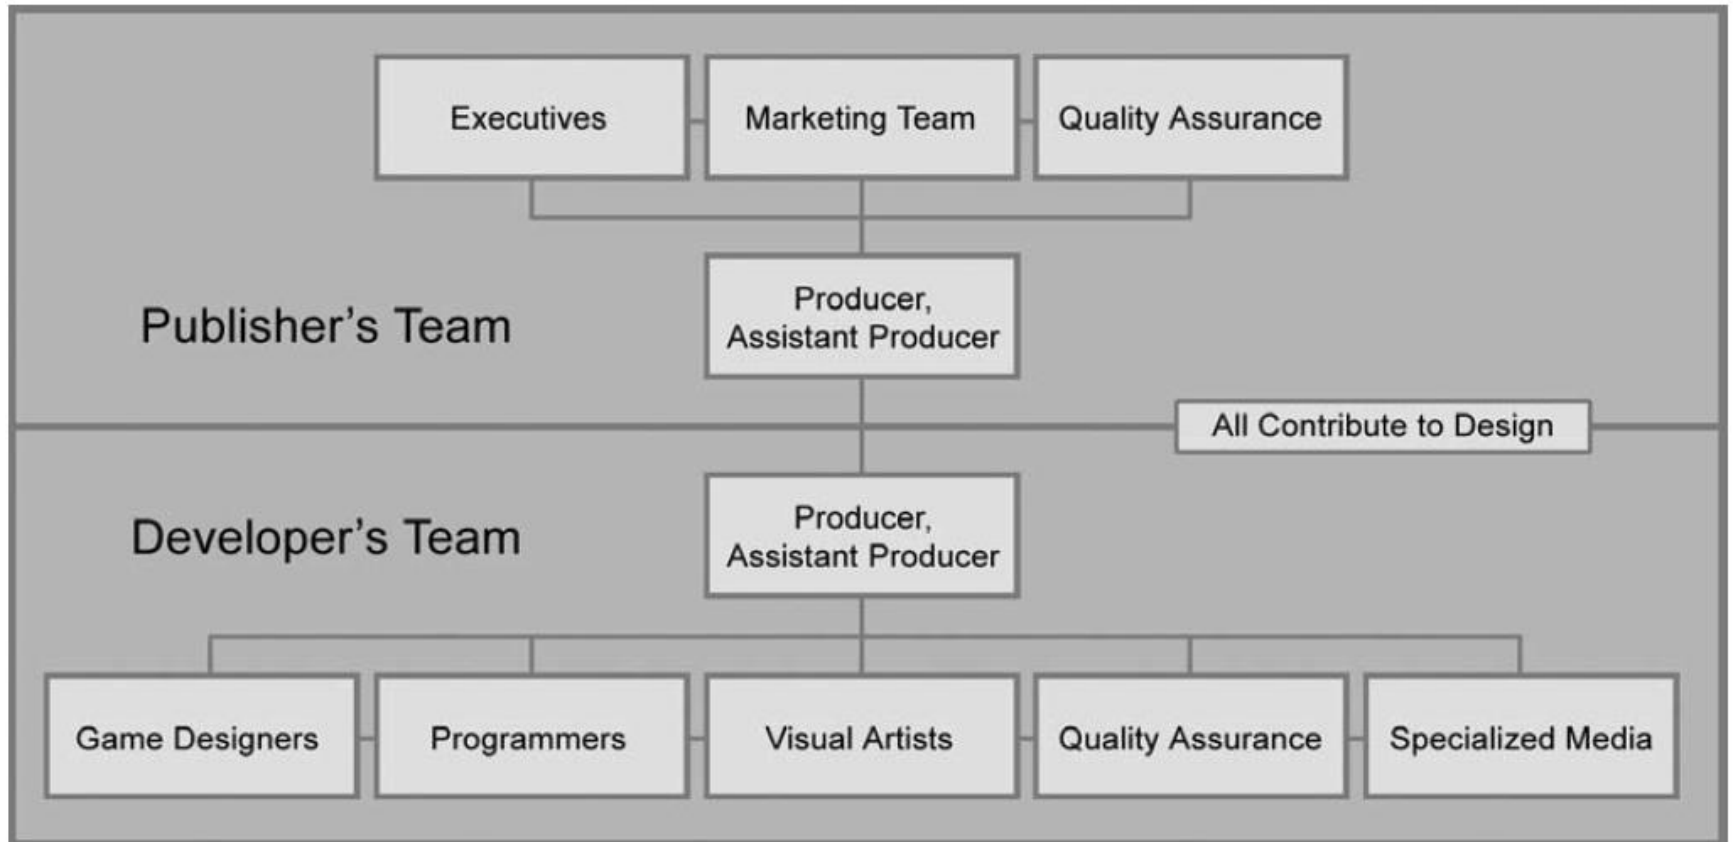 Executives
Marketing Team
Quality Assurance
Publisher’s Team
Producer,
Assistant Producer
All Contribute to Design
Developer’s Team
Producer,
Assistant Producer
Game Designers
Programmers
Visual Artists
Quality Assurance
Specialized Media